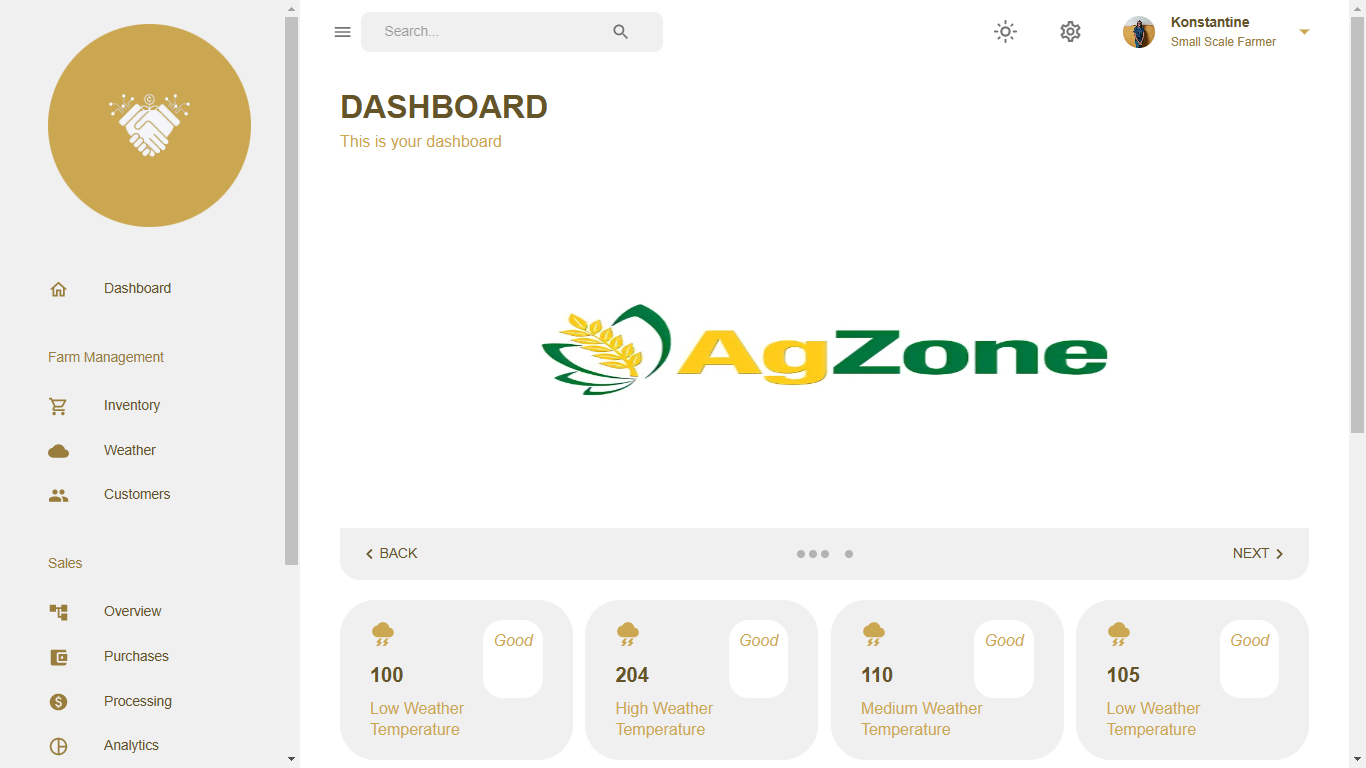 Search...
Konstantine
Small Scale Farmer
Dashboard
Farm Management
Inventory
Weather
Customers
Sales
Overview
Purchases
Processing
Analytics
DASHBOARD
This is your dashboard
AgZone
BACK
NEXT
100
Good
Low Weather
Temperature
204
Good
High Weather
Temperature
110
Good
Medium Weather
Temperature
105
Good
Low Weather
Temperature